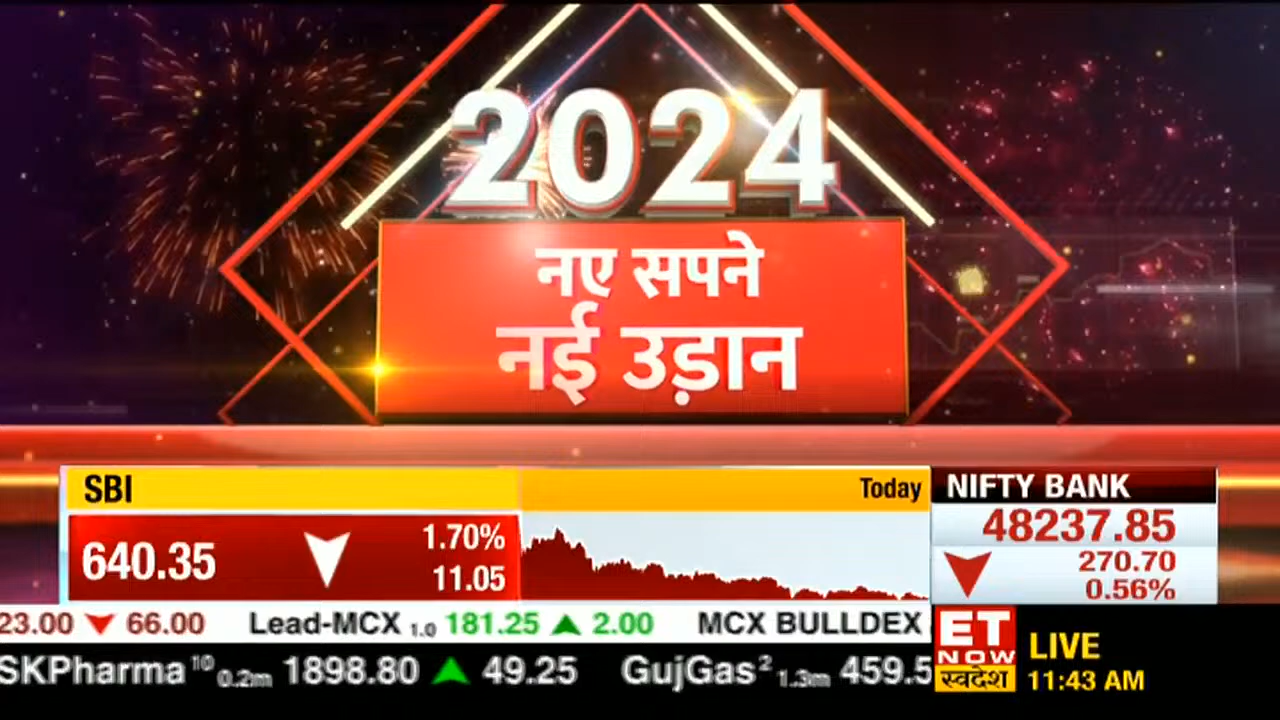 2024
नए सपने
नई उड़ान
SBI
Today
640.35
1.70%
11.05
NIFTY BANK
48237.85
270.70
0.56%
23.00 ▼ 66.00 Lead-MCX 1.0 181.25 ▲ 2.00 MCX BULLDEX
SKPharma 10 0.2m 1898.80 ▲ 49.25 GujGas 2 1.3m 459.5
ET
NOW
स्वदेश
LIVE
11:43 AM